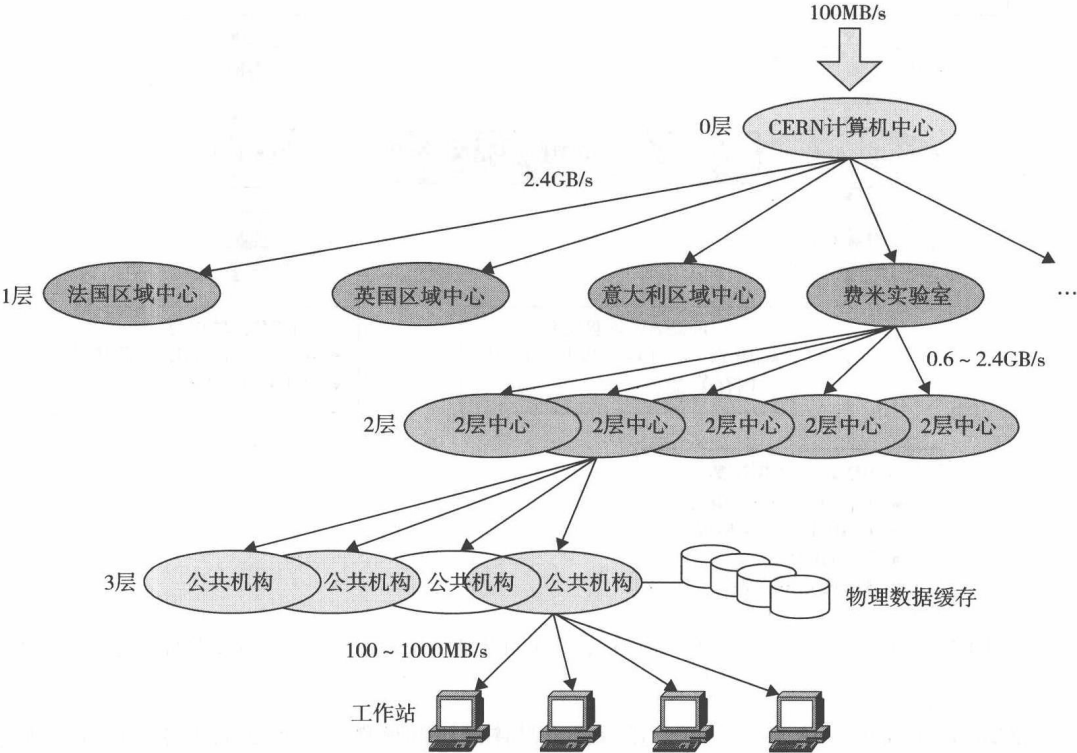 100MB/s
0层
CERN计算机中心
2.4GB/s
1层
法国区域中心
英国区域中心
意大利区域中心
费米实验室
…
0.6～2.4GB/s
2层
2层中心
2层中心
2层中心
2层中心
2层中心
3层
公共机构
公共机构
公共机构
公共机构
物理数据缓存
100～1000MB/s
工作站